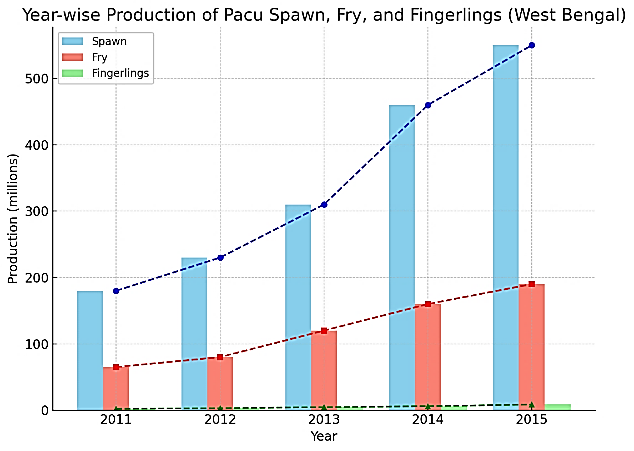 Year-wise Production of Pacu Spawn, Fry, and Fingerlings (West Bengal)
Spawn
Fry
Fingerlings
Production (millions)
500
400
300
200
100
0
2011 2012 2013 2014 2015
Year